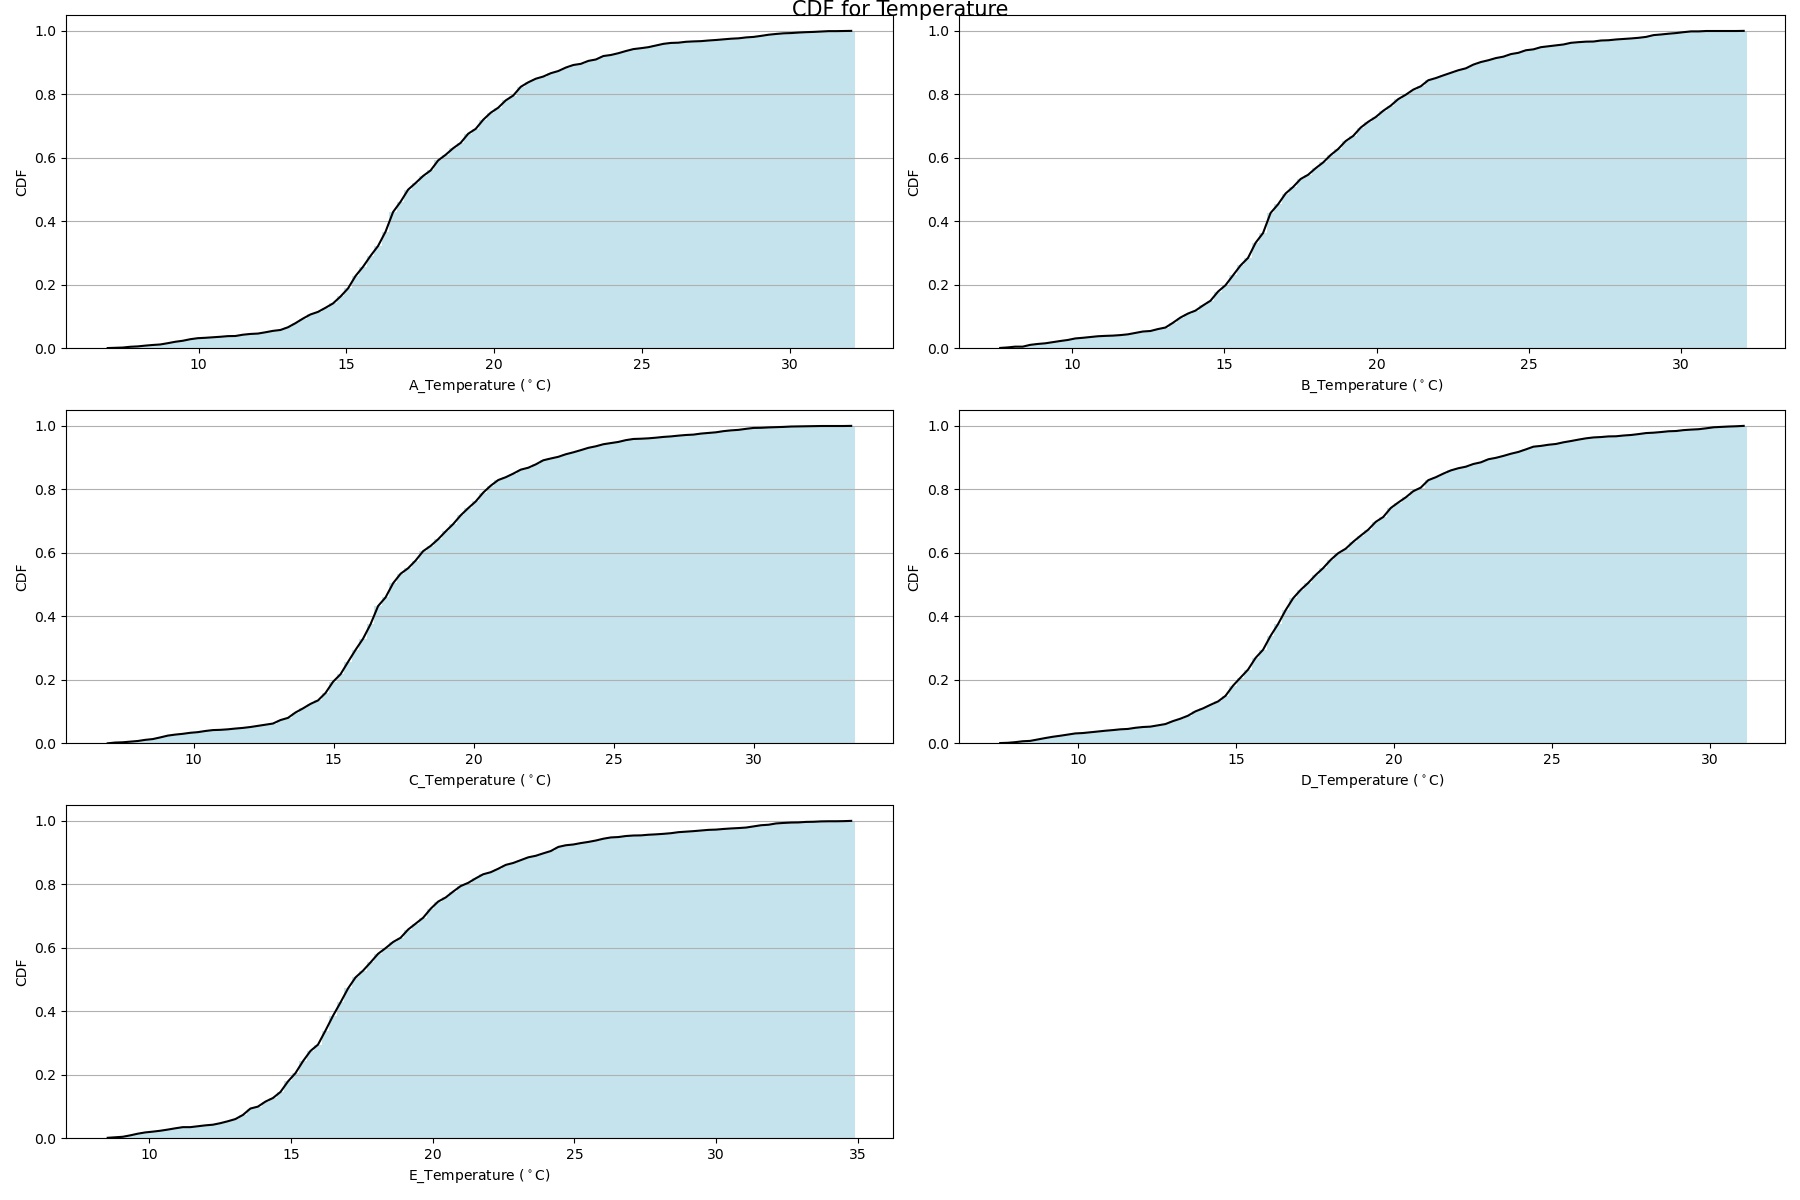 CDF for Temperature
1.0
0.8
0.6
0.4
0.2
0.0
CDF
10 15 20 25 30
A_Temperature (°C)
1.0
0.8
0.6
0.4
0.2
0.0
CDF
10 15 20 25 30
B_Temperature (°C)
1.0
0.8
0.6
0.4
0.2
0.0
CDF
10 15 20 25 30
C_Temperature (°C)
1.0
0.8
0.6
0.4
0.2
0.0
CDF
10 15 20 25 30
D_Temperature (°C)
1.0
0.8
0.6
0.4
0.2
0.0
CDF
10 15 20 25 30 35
E_Temperature (°C)